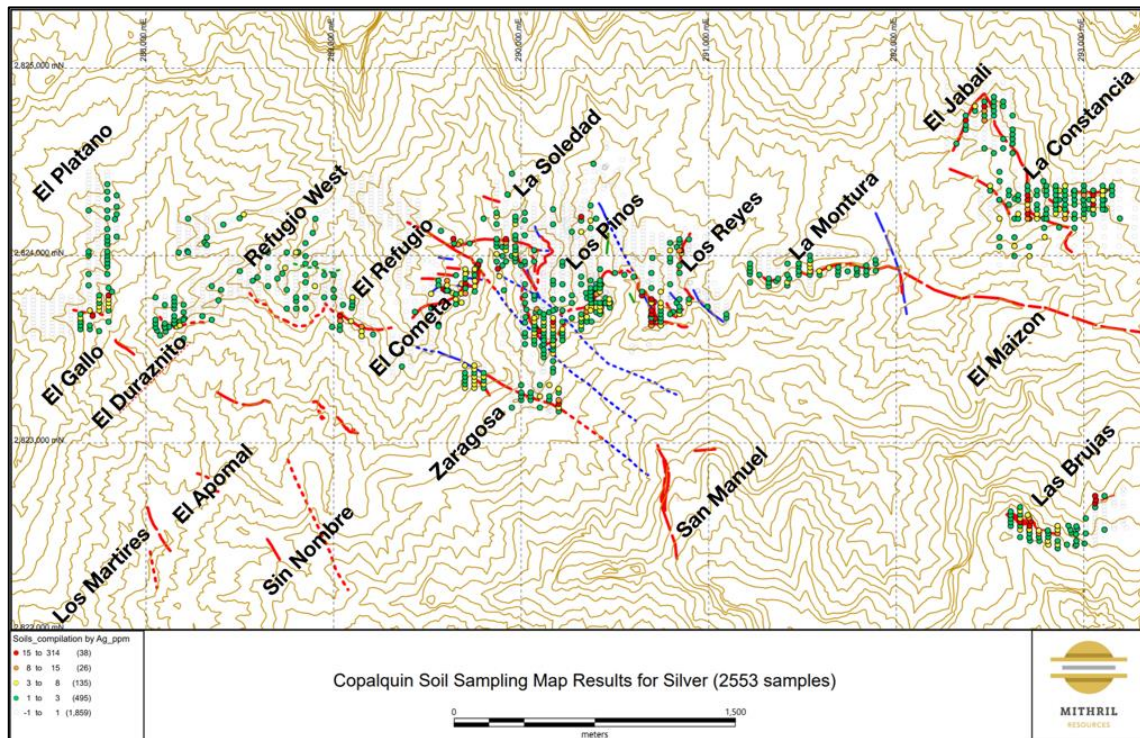 288,000 mE
289,000 mE
290,000 mE
291,000 mE
292,000 mE
293,000 mE
2,825,000 mN
El Jabali
La Constancia
El Platano
La Soledad
Refugio West
El Refugio
Los Pinos
Los Reyes
La Montura
2,824,000 mN
El Cometa
El Gallo
El Duraznito
El Maizon
Zaragosa
2,823,000 mN
Las Brujas
San Manuel
El Apomal
Sin Nombre
Los Martires
2,822,000 mN
Soils_compilation by Ag_ppm
15 to 314 (38)
8 to 15 (26)
3 to 8 (135)
1 to 3 (495)
-1 to 1 (1,859)
Copalquin Soil Sampling Map Results for Silver (2553 samples)
0 1,500
meters
MITHRIL
RESOURCES